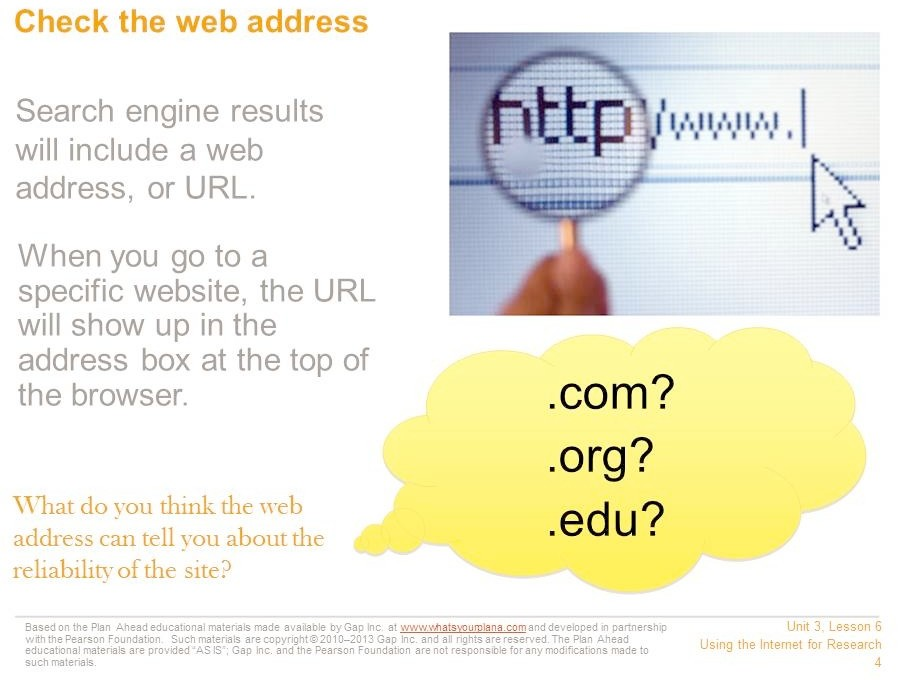 Check the web address
Search engine results
will include a web
address, or URL.
http//www.
When you go to a
specific website, the URL
will show up in the
address box at the top of
the browser.
.com?
.org?
.edu?
What do you think the web
address can tell you about the
reliability of the site?
Based on the Plan Ahead educational materials made available by Gap Inc. at www.whatsyourplana.com and developed in partnership
with the Pearson Foundation. Such materials are copyright © 2010–2013 Gap Inc. and all rights are reserved. The Plan Ahead
educational materials are provided “AS IS”; Gap Inc. and the Pearson Foundation are not responsible for any modifications made to
such materials.
Unit 3, Lesson 6
Using the Internet for Research
4